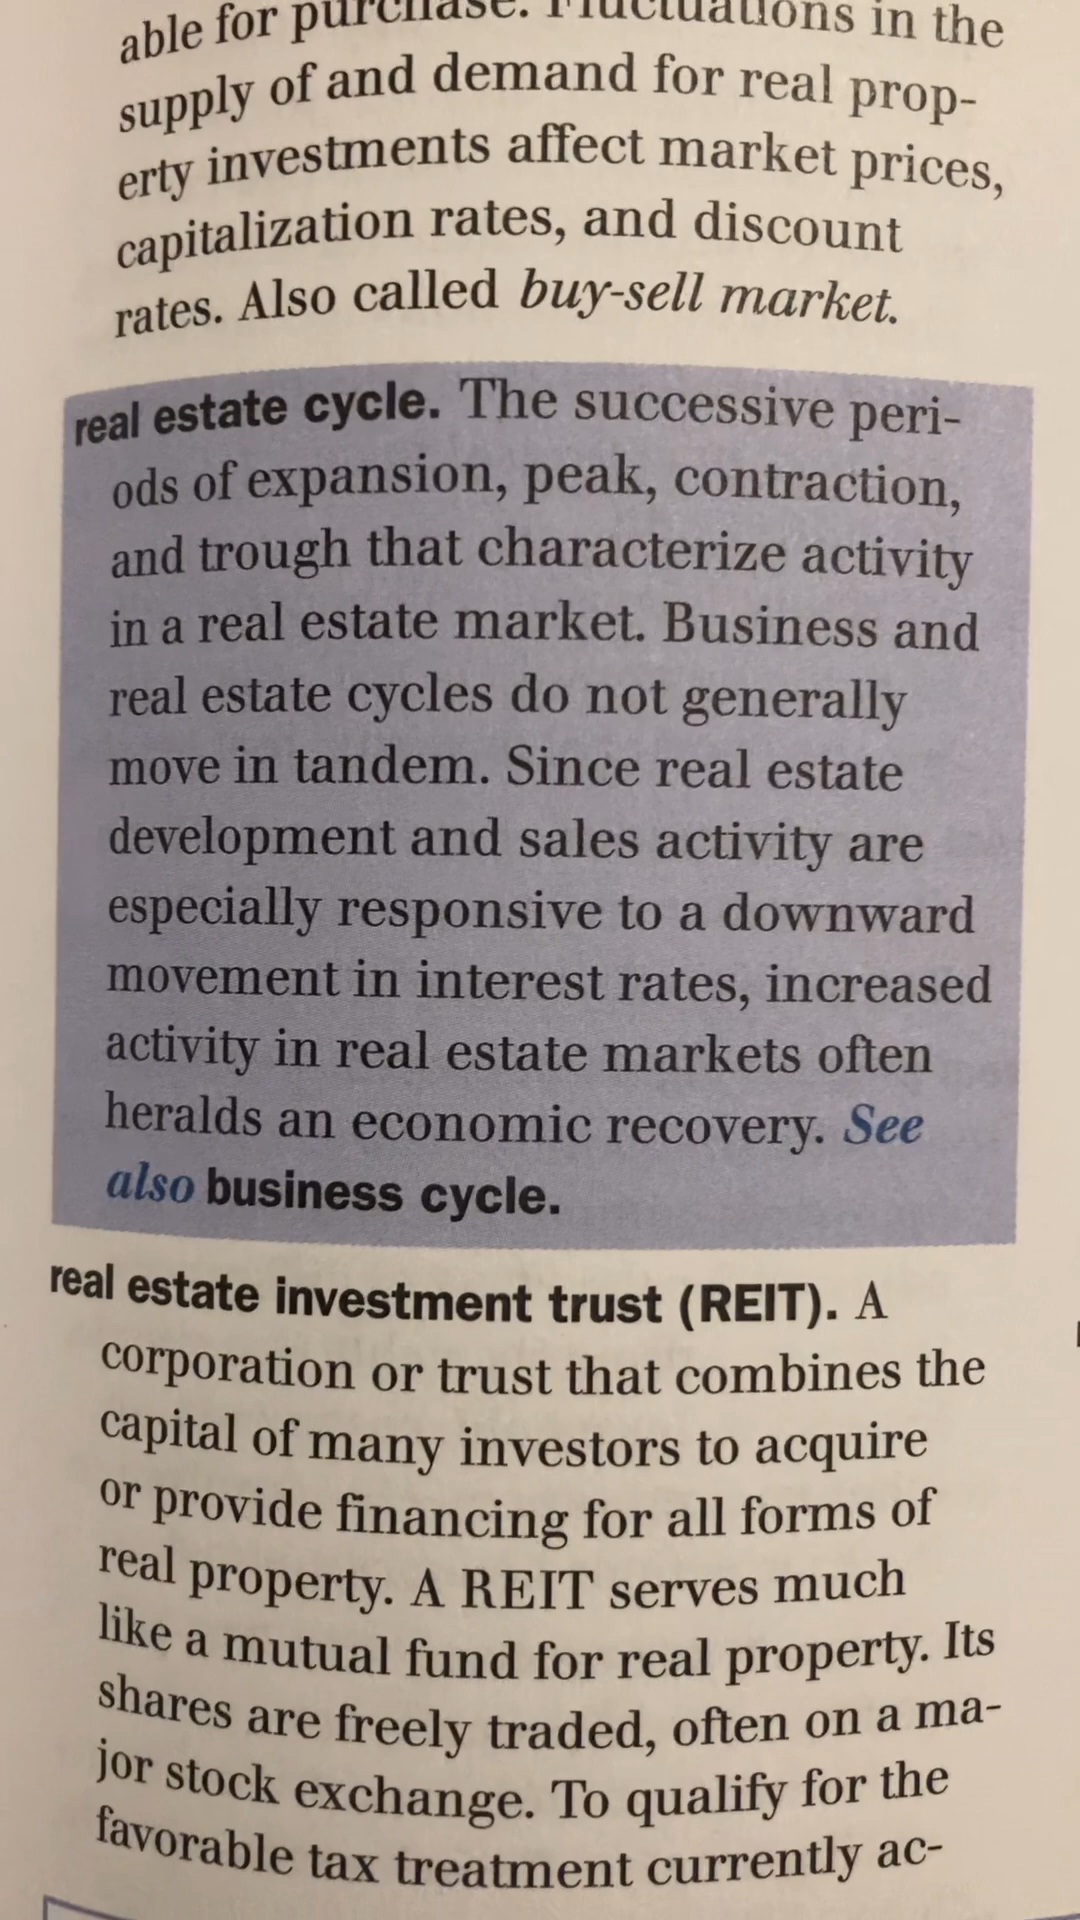 able for purchase. Fluctuations in the
supply of and demand for real prop-
erty investments affect market prices,
capitalization rates, and discount
rates. Also called buy-sell market.
real estate cycle. The successive peri-
ods of expansion, peak, contraction,
and trough that characterize activity
in a real estate market. Business and
real estate cycles do not generally
move in tandem. Since real estate
development and sales activity are
especially responsive to a downward
movement in interest rates, increased
activity in real estate markets often
heralds an economic recovery. See
also business cycle.
real estate investment trust (REIT). A
corporation or trust that combines the
capital of many investors to acquire
or provide financing for all forms of
real property. A REIT serves much
like a mutual fund for real property. Its
shares are freely traded, often on a ma-
jor stock exchange. To qualify for the
favorable tax treatment currently ac-